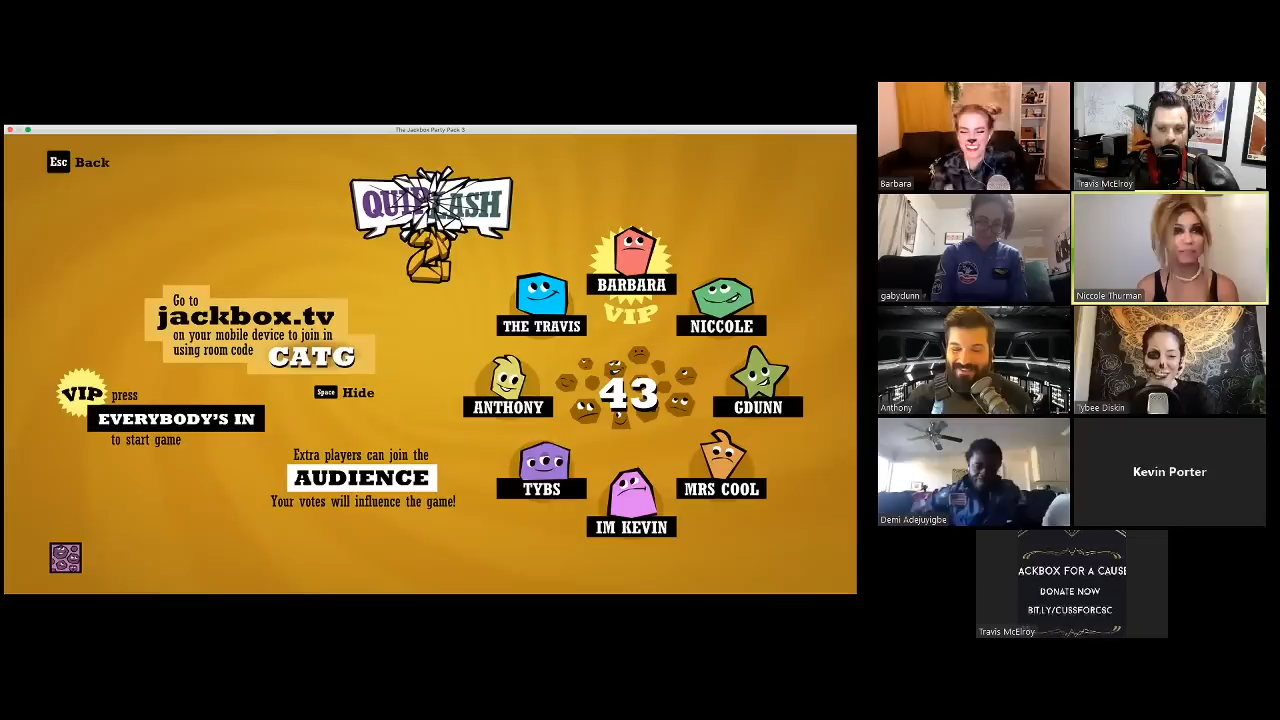 The Jackbox Party Pack 3
Esc Back
QUIPLASH
2
Go to
jackbox.tv
on your mobile device to join in
using room code CATG
Space Hide
VIP press
EVERYBODY'S IN
to start game
Extra players can join the
AUDIENCE
Your votes will influence the game!
BARBARA
VIP
THE TRAVIS
NICCOLE
ANTHONY
43
GDUNN
TYBS
MRS COOL
IM KEVIN
Barbara
Travis McElroy
gabydunn
Niccole Thurman
Anthony
Tybee Diskin
Demi Adejuyigbe
Kevin Porter
ACKBOX FOR A CAUSE
DONATE NOW
BIT.LY/CUSSFORCSC
Travis McElroy